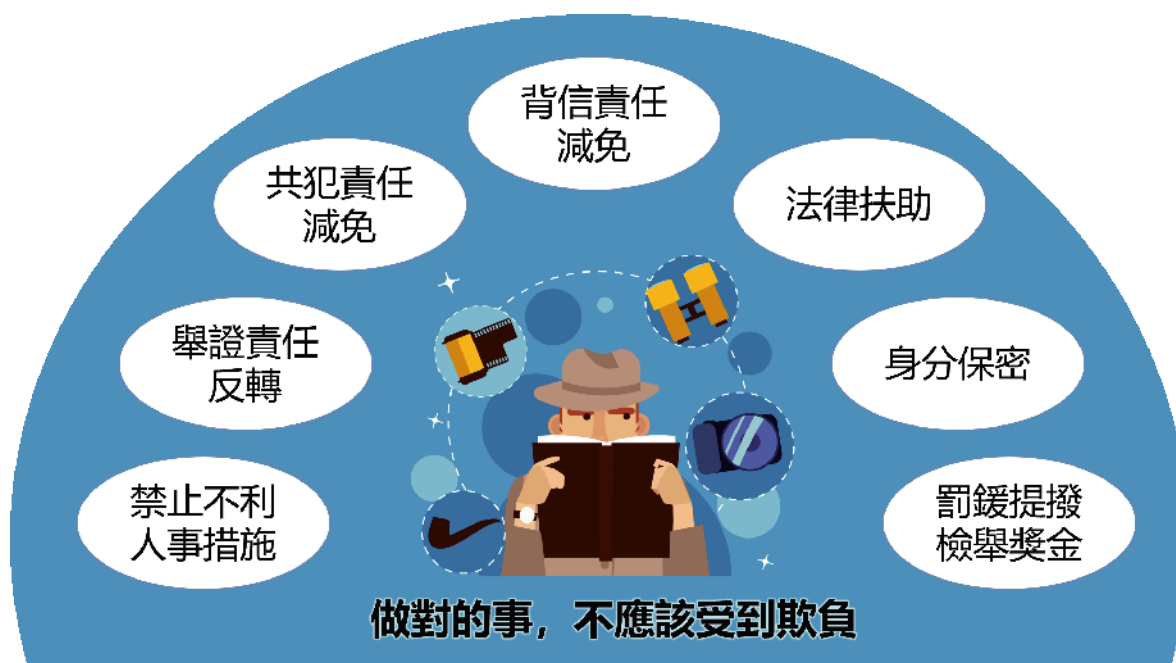 背信責任
減免
共犯責任
減免
法律扶助
舉證責任
反轉
身分保密
禁止不利
人事措施
罰鍰提撥
檢舉獎金
做對的事，不應該受到欺負